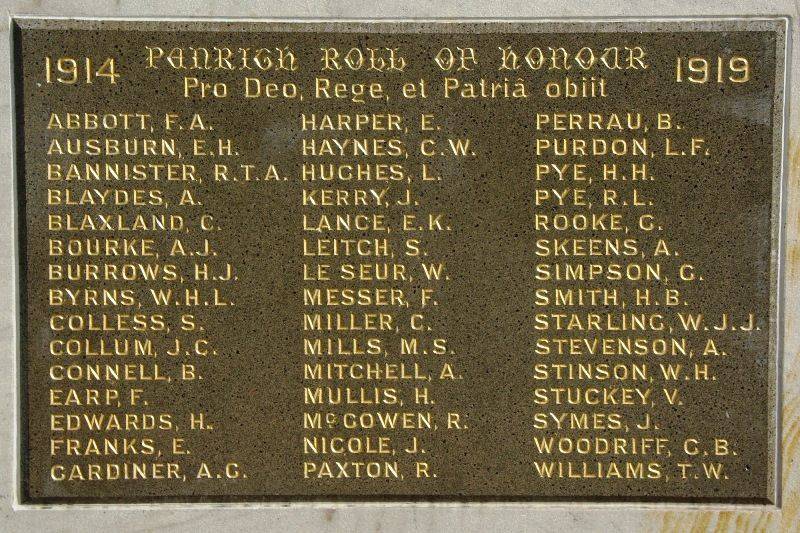 1914 PENRITH ROLL OF HONOUR 1919
Pro Deo, Rege, et Patriâ obiit
ABBOTT, F.A.
AUSBURN, E.H.
BANNISTER, R.T.A.
BLAYDES, A.
BLAXLAND, C.
BOURKE, A.J.
BURROWS, H.J.
BYRNS, W.H.L.
COLLESS, S.
COLLUM, J.C.
CONNELL, B.
EARP, F.
EDWARDS, H.
FRANKS, E.
GARDINER, A.G.
HARPER, E.
HAYNES, C.W.
HUGHES, L.
KERRY, J.
LANCE, E.K.
LEITCH, S.
LE SEUR, W.
MESSER, F.
MILLER, C.
MILLS, M.S.
MITCHELL, A.
MULLIS, H.
McGOWEN, R.
NICOLE, J.
PAXTON, R.
PERRAU, B.
PURDON, L.F.
PYE, H.H.
PYE, R.L.
ROOKE, G.
SKEENS, A.
SIMPSON, G.
SMITH, H.B.
STARLING, W.J.J.
STEVENSON, A.
STINSON, W.H.
STUCKEY, V.
SYMES, J.
WOODRIFF, G.B.
WILLIAMS, T.W.